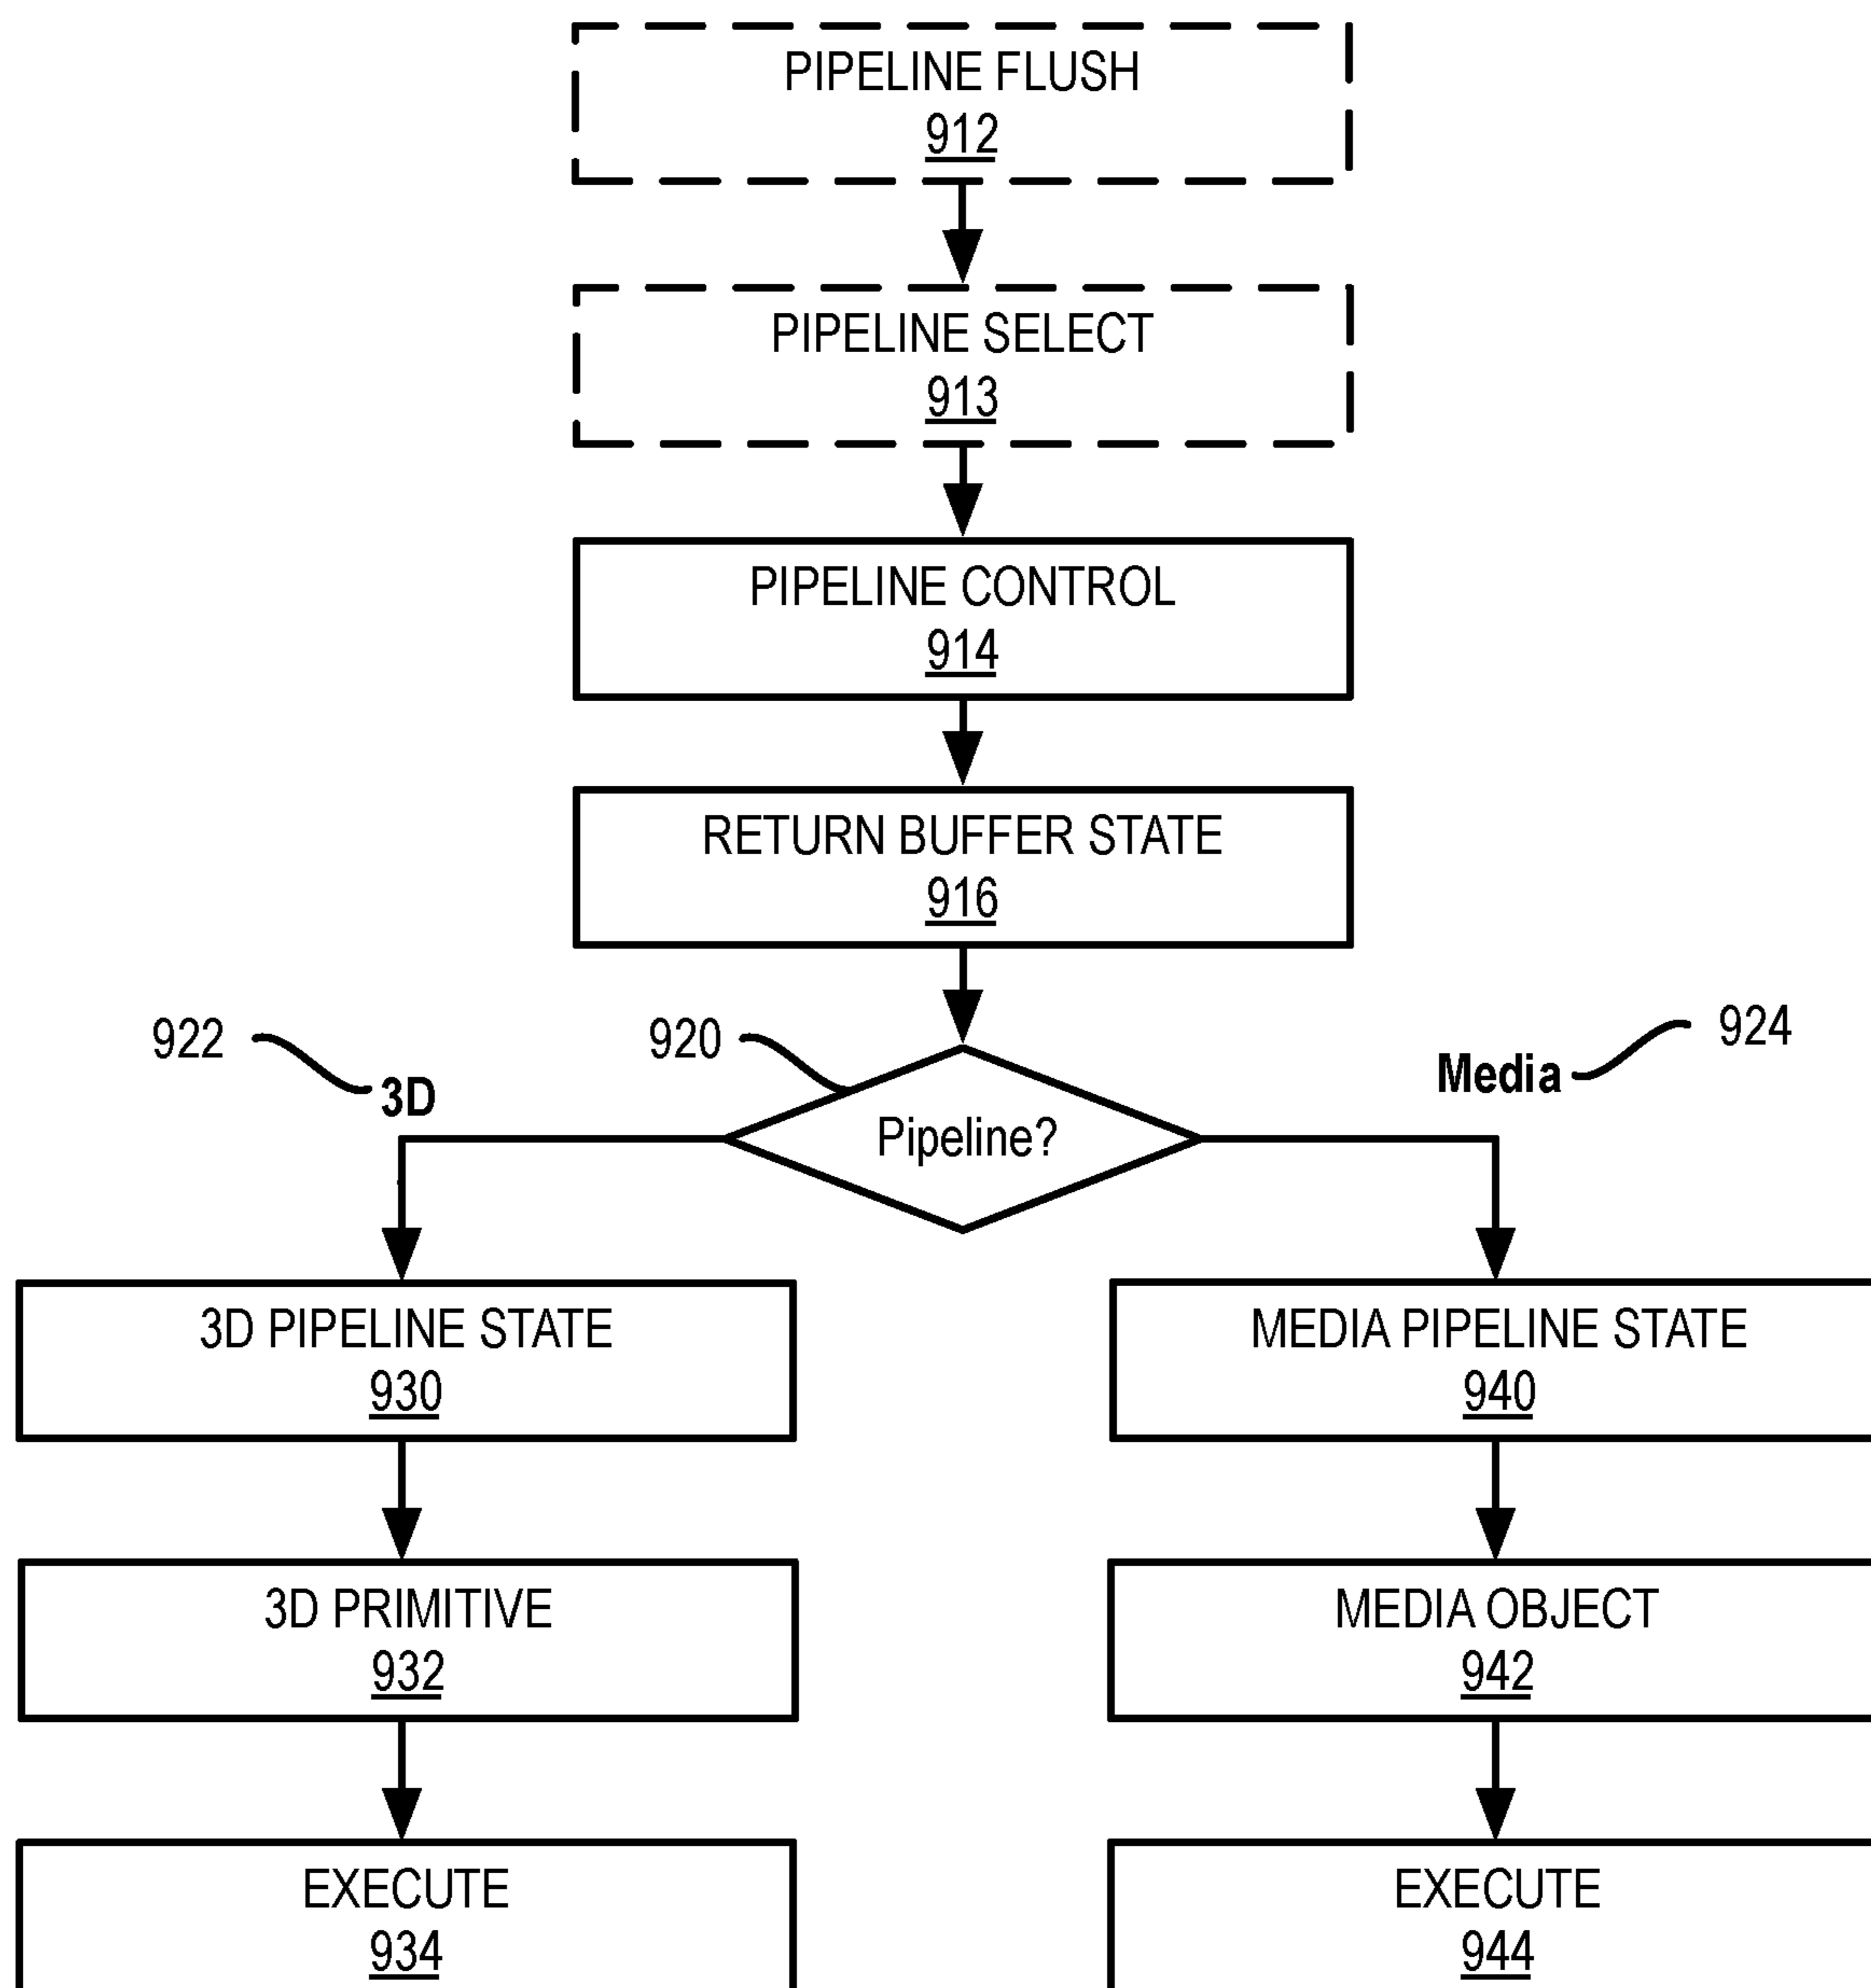 PIPELINE FLUSH
912
PIPELINE SELECT
913
PIPELINE CONTROL
914
RETURN BUFFER STATE
916
922
920
924
3D
Media
Pipeline?
3D PIPELINE STATE
930
MEDIA PIPELINE STATE
940
3D PRIMITIVE
932
MEDIA OBJECT
942
EXECUTE
934
EXECUTE
944